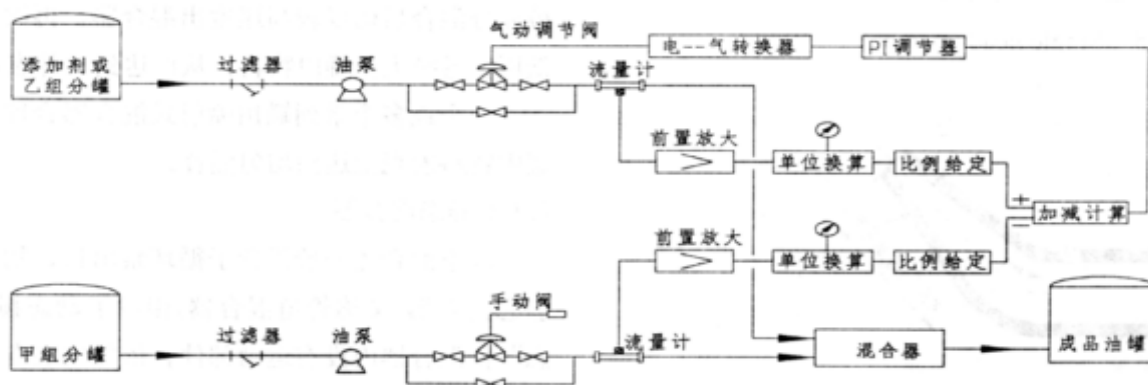 气动调节阀
电--气转换器
PI调节器
添加剂或
乙组分罐
过滤器
油泵
流量计
前置放大
单位换算
比例给定
+
加减计算
−
前置放大
单位换算
比例给定
手动阀
甲组分罐
过滤器
油泵
流量计
混合器
成品油罐